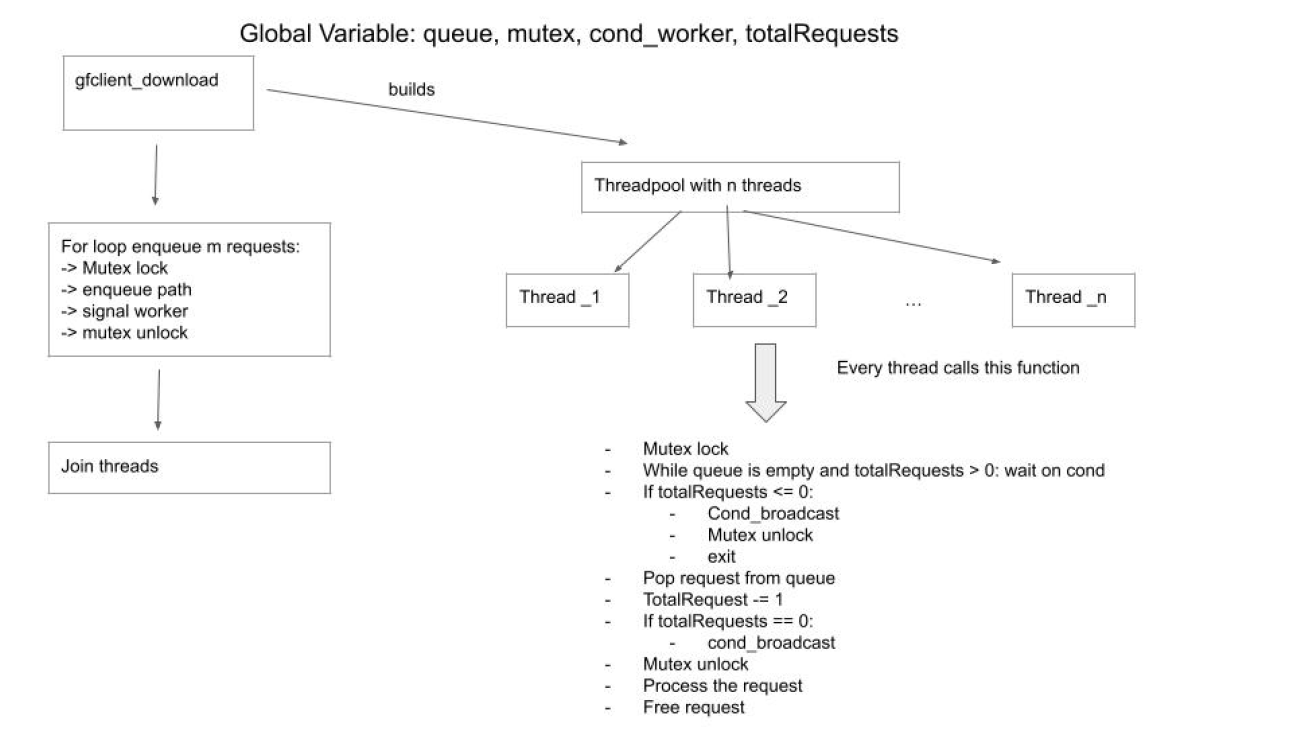 Global Variable: queue, mutex, cond_worker, totalRequests
gfclient_download
builds
Threadpool with n threads
For loop enqueue m requests:
-> Mutex lock
-> enqueue path
-> signal worker
-> mutex unlock
Thread _1
Thread _2
...
Thread _n
Every thread calls this function
Join threads
- Mutex lock
- While queue is empty and totalRequests > 0: wait on cond
- If totalRequests <= 0:
- Cond_broadcast
- Mutex unlock
- exit
- Pop request from queue
- TotalRequest -= 1
- If totalRequests == 0:
- cond_broadcast
- Mutex unlock
- Process the request
- Free request